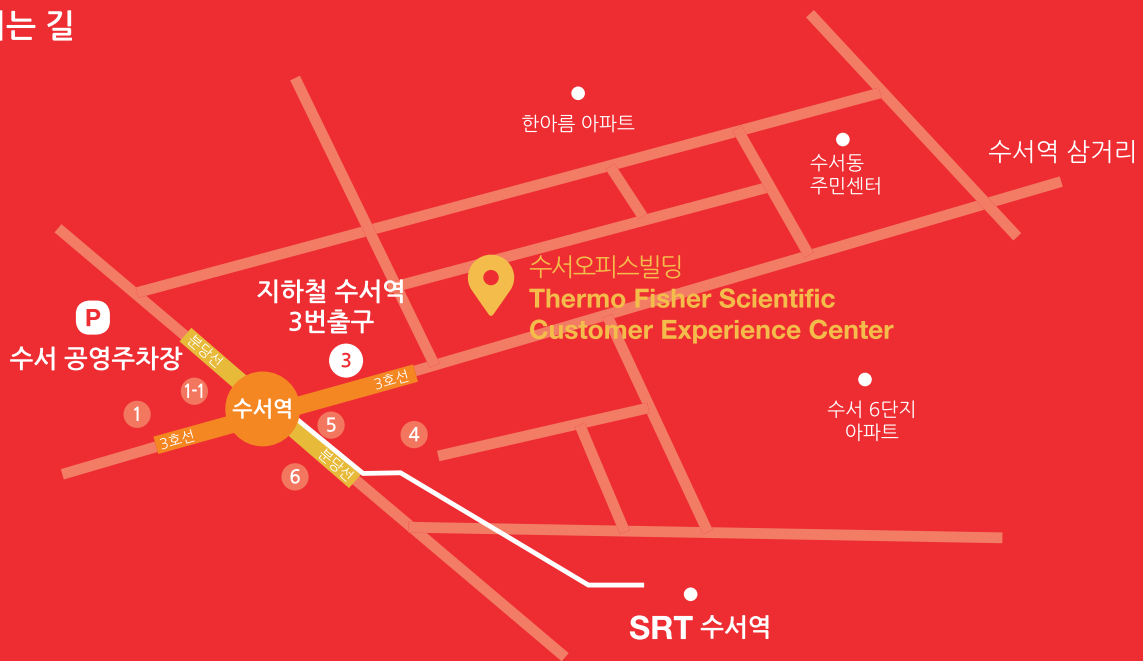 는 길
한아름 아파트
수서동
주민센터
수서역 삼거리
수서오피스빌딩
Thermo Fisher Scientific
Customer Experience Center
지하철 수서역
3번출구
3
P
수서 공영주차장
분당선
3호선
1-1
1
수서역
5
4
3호선
6
분당선
수서 6단지
아파트
SRT 수서역